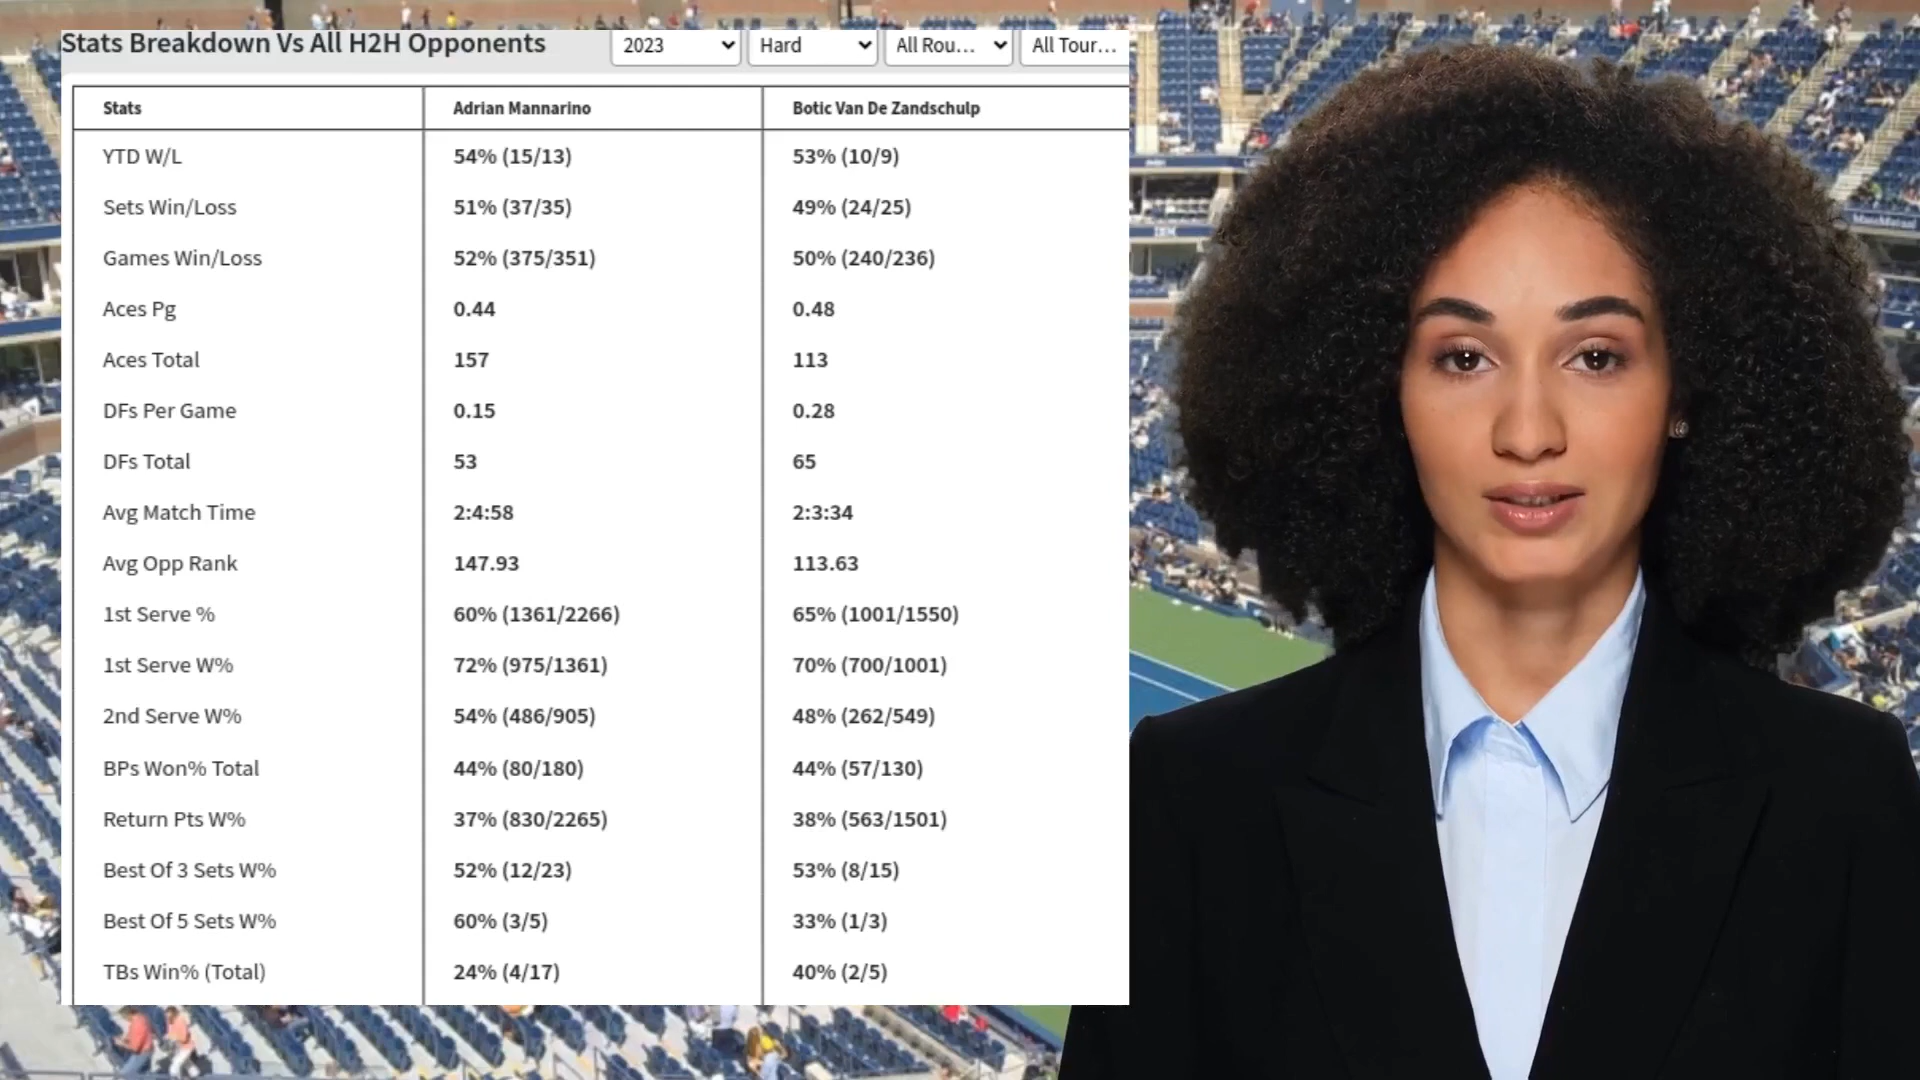 Stats Breakdown Vs All H2H Opponents 2023 Hard All Rou... All Tour...
Stats Adrian Mannarino Botic Van De Zandschulp
YTD W/L 54% (15/13) 53% (10/9)
Sets Win/Loss 51% (37/35) 49% (24/25)
Games Win/Loss 52% (375/351) 50% (240/236)
Aces Pg 0.44 0.48
Aces Total 157 113
DFs Per Game 0.15 0.28
DFs Total 53 65
Avg Match Time 2:4:58 2:3:34
Avg Opp Rank 147.93 113.63
1st Serve % 60% (1361/2266) 65% (1001/1550)
1st Serve W% 72% (975/1361) 70% (700/1001)
2nd Serve W% 54% (486/905) 48% (262/549)
BPs Won% Total 44% (80/180) 44% (57/130)
Return Pts W% 37% (830/2265) 38% (563/1501)
Best Of 3 Sets W% 52% (12/23) 53% (8/15)
Best Of 5 Sets W% 60% (3/5) 33% (1/3)
TBs Win% (Total) 24% (4/17) 40% (2/5)
IBM